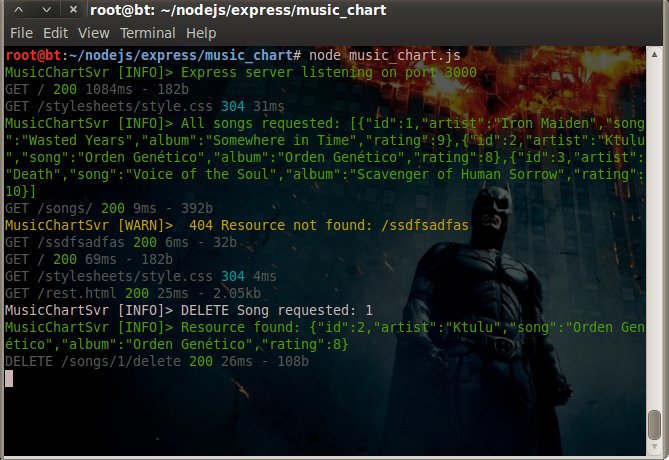 root@bt: ~/nodejs/express/music_chart
File Edit View Terminal Help
root@bt:~/nodejs/express/music_chart# node music_chart.js
MusicChartSvr [INFO]> Express server listening on port 3000
GET / 200 1084ms - 182b
GET /stylesheets/style.css 304 31ms
MusicChartSvr [INFO]> All songs requested: [{"id":1,"artist":"Iron Maiden","song
":"Wasted Years","album":"Somewhere in Time","rating":9},{"id":2,"artist":"Ktulu
","song":"Orden Genético","album":"Orden Genético","rating":8},{"id":3,"artist":
"Death","song":"Voice of the Soul","album":"Scavenger of Human Sorrow","rating":
10}]
GET /songs/ 200 9ms - 392b
MusicChartSvr [WARN]>  404 Resource not found: /ssdfsadfas
GET /ssdfsadfas 200 6ms - 32b
GET / 200 69ms - 182b
GET /stylesheets/style.css 304 4ms
GET /rest.html 200 25ms - 2.05kb
MusicChartSvr [INFO]> DELETE Song requested: 1
MusicChartSvr [INFO]> Resource found: {"id":2,"artist":"Ktulu","song":"Orden Gen
ético","album":"Orden Genético","rating":8}
DELETE /songs/1/delete 200 26ms - 108b